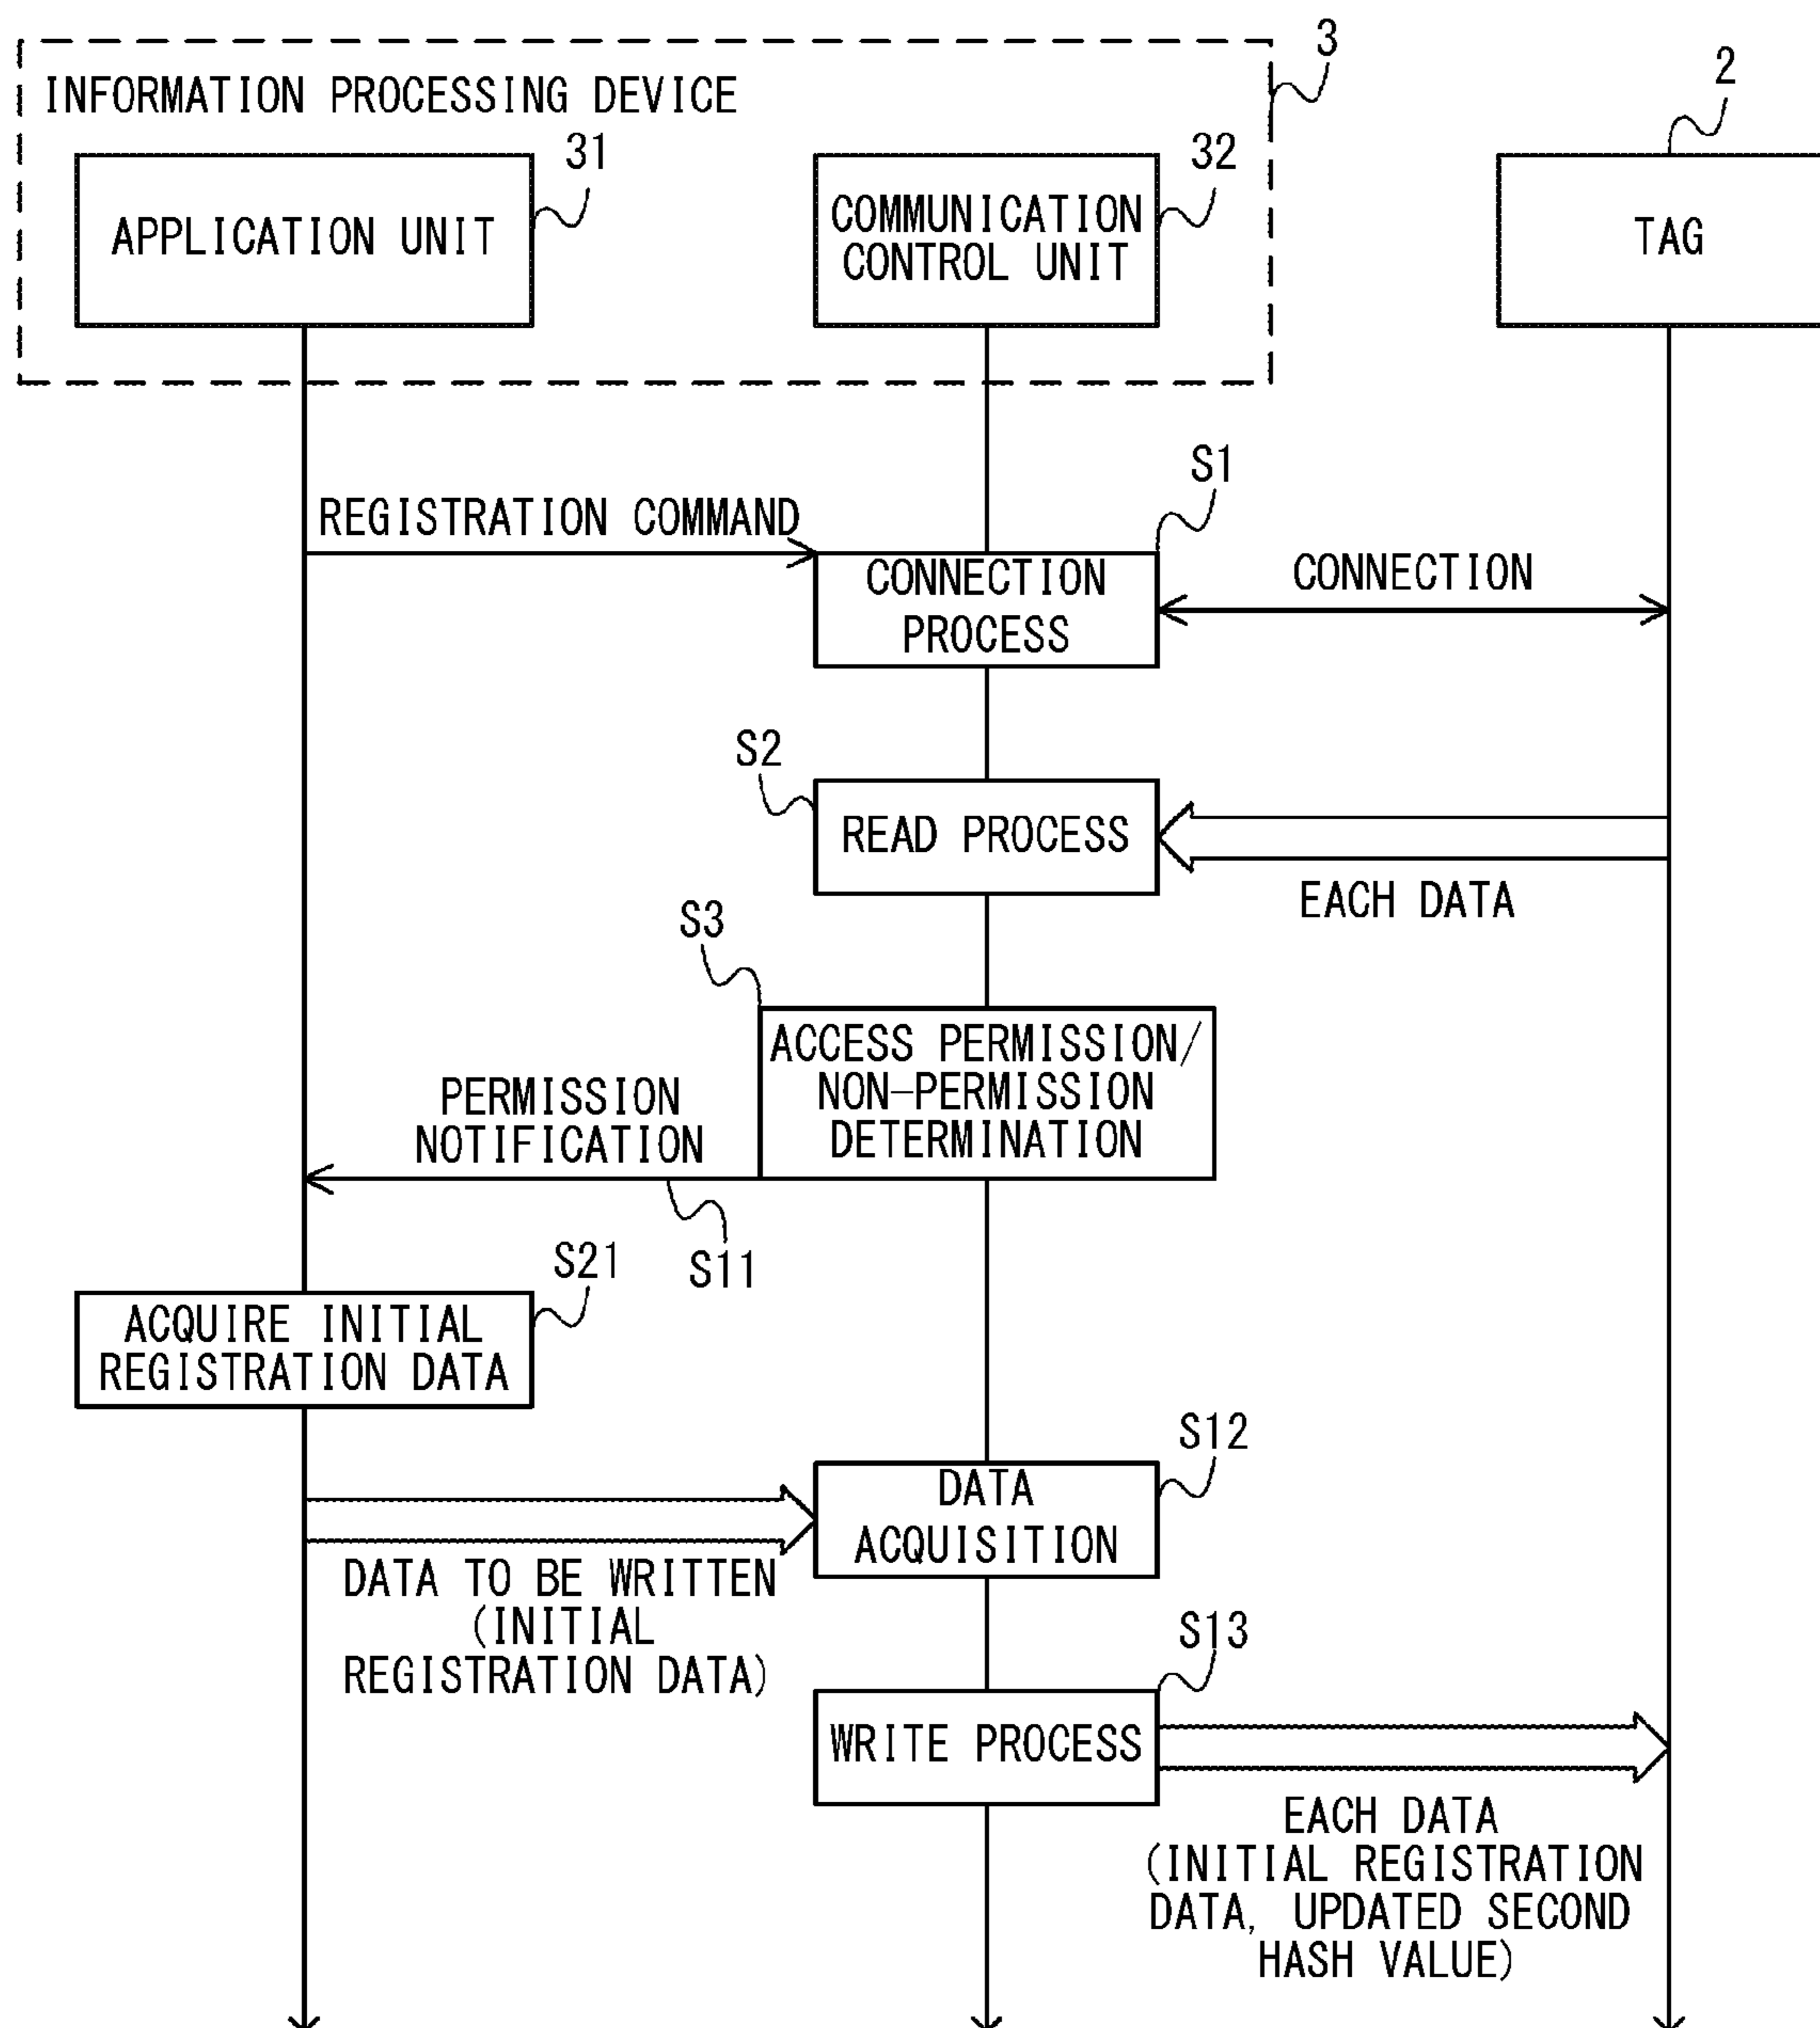 3
INFORMATION PROCESSING DEVICE
2
31
32
APPLICATION UNIT
COMMUNICATION
CONTROL UNIT
TAG
S1
REGISTRATION COMMAND
CONNECTION
PROCESS
CONNECTION
S2
READ PROCESS
EACH DATA
S3
ACCESS PERMISSION/
NON-PERMISSION
DETERMINATION
PERMISSION
NOTIFICATION
S11
S21
ACQUIRE INITIAL
REGISTRATION DATA
S12
DATA
ACQUISITION
DATA TO BE WRITTEN
(INITIAL
REGISTRATION DATA)
S13
WRITE PROCESS
EACH DATA
(INITIAL REGISTRATION
DATA, UPDATED SECOND
HASH VALUE)